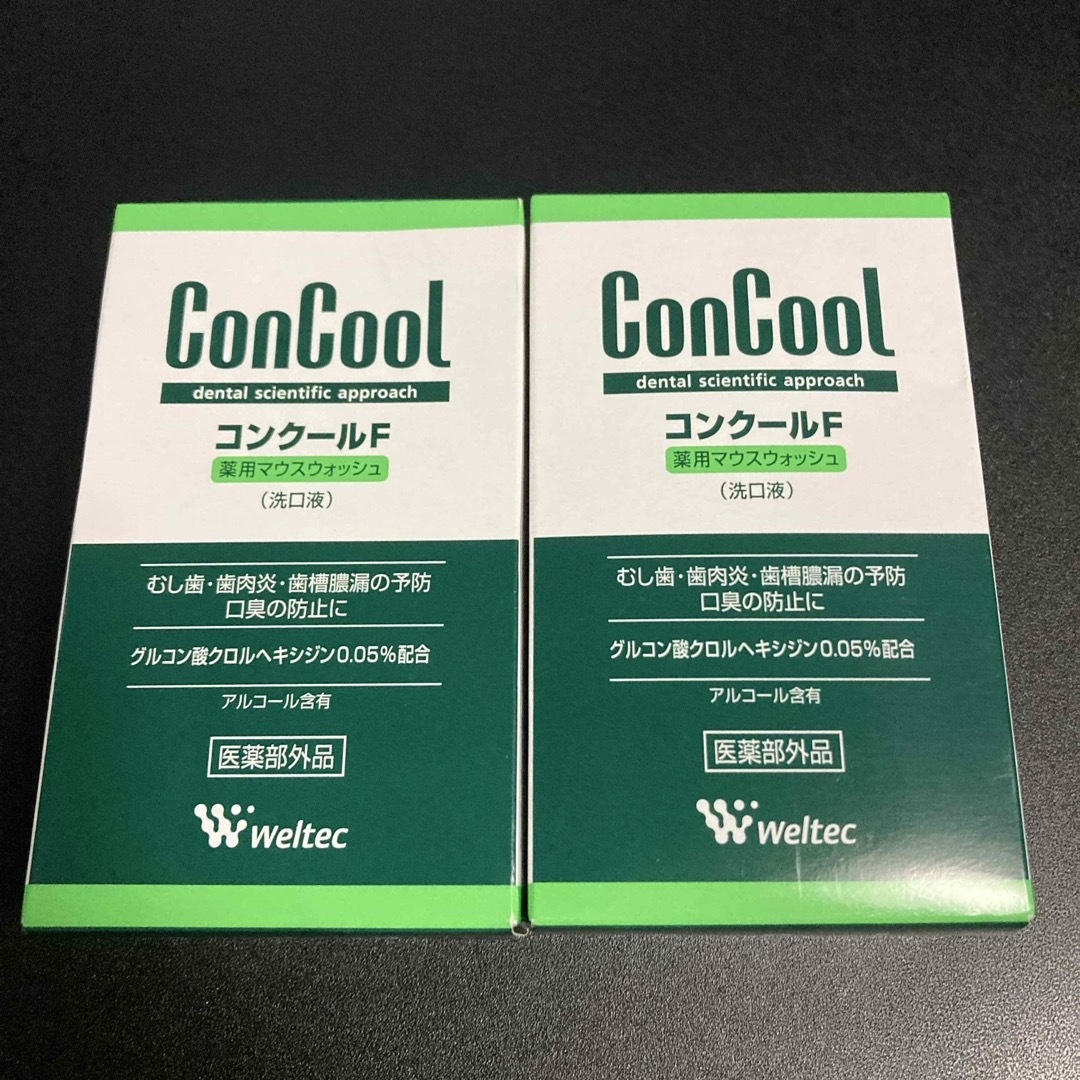 ConCool
dental scientific approach
コンクールF
薬用マウスウォッシュ
（洗口液）
むし歯・歯肉炎・歯槽膿漏の予防
口臭の防止に
グルコン酸クロルヘキシジン0.05%配合
アルコール含有
医薬部外品
weltec
ConCool
dental scientific approach
コンクールF
薬用マウスウォッシュ
（洗口液）
むし歯・歯肉炎・歯槽膿漏の予防
口臭の防止に
グルコン酸クロルヘキシジン0.05%配合
アルコール含有
医薬部外品
weltec